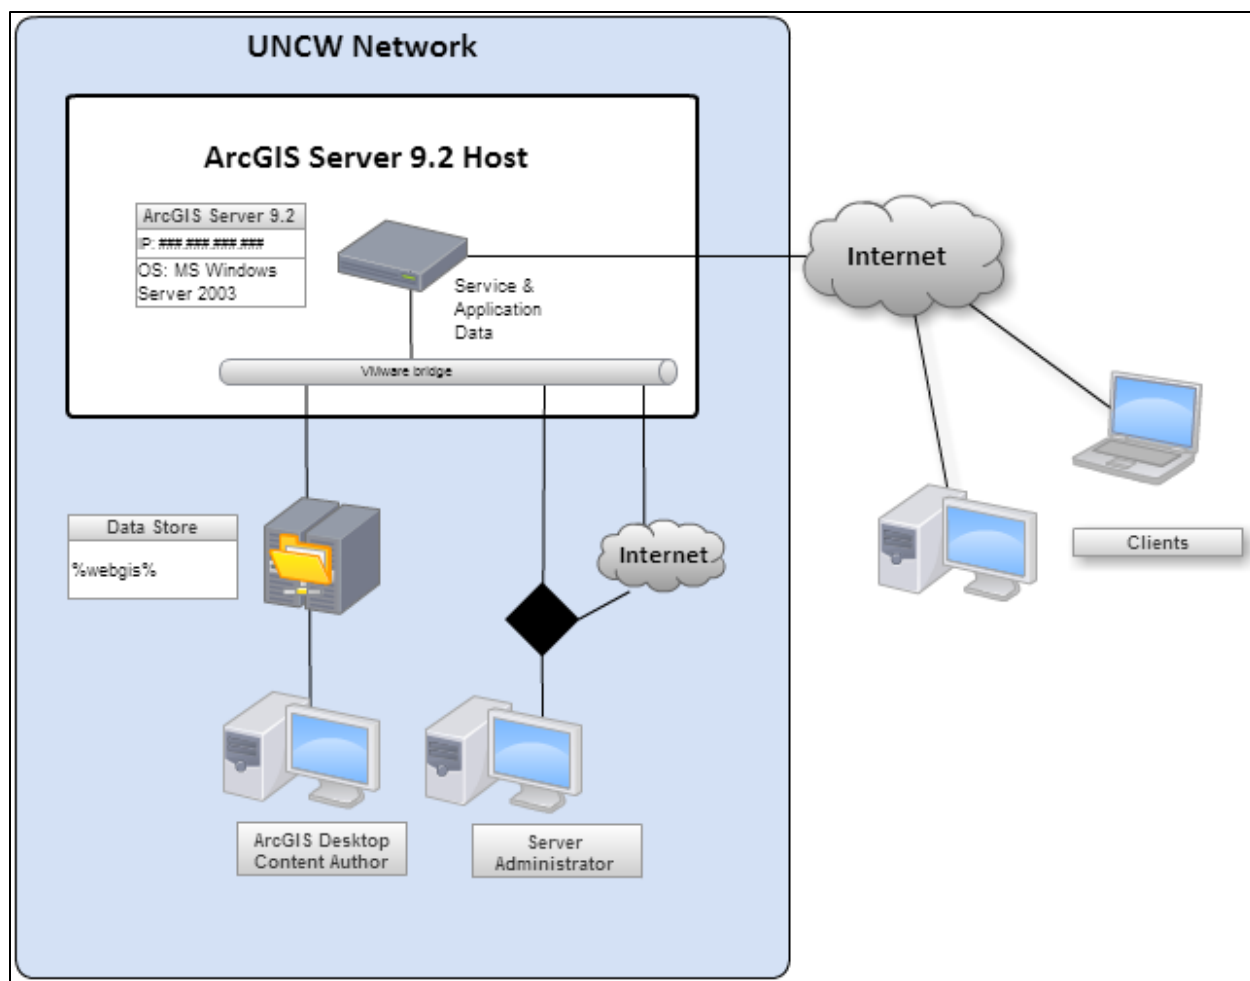 UNCW Network
ArcGIS Server 9.2 Host
ArcGIS Server 9.2
IP: ###.###.###.###
OS: MS Windows
Server 2003
Service &
Application
Data
Internet
VMware bridge
Data Store
%webgis%
Internet
Clients
ArcGIS Desktop
Content Author
Server
Administrator